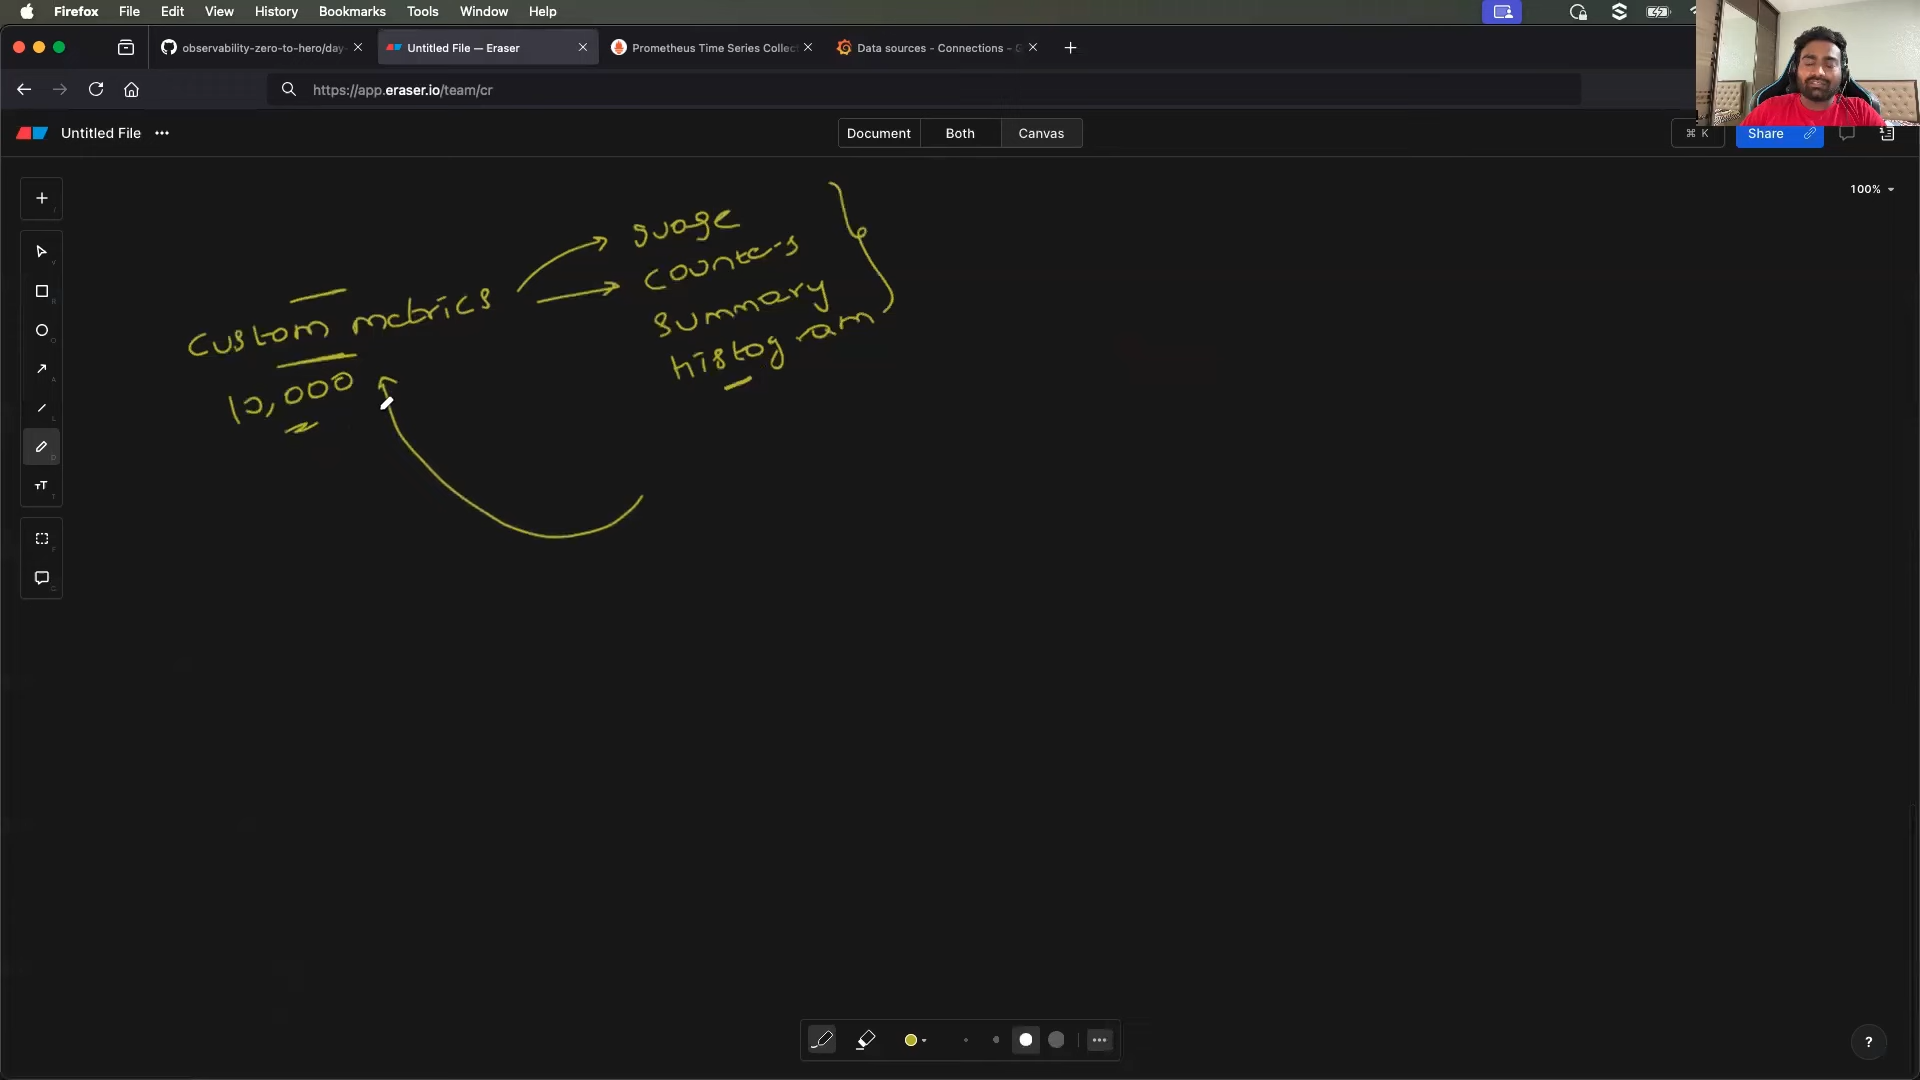 Firefox File Edit View History Bookmarks Tools Window Help
observability-zero-to-hero/day- Untitled File — Eraser Prometheus Time Series Collec Data sources - Connections -
https://app.eraser.io/team/cr
Untitled File ••• Document Both Canvas ⌘ K Share
100%
guage
counters
custom metrics
summary
histogram
10,000
тT
?